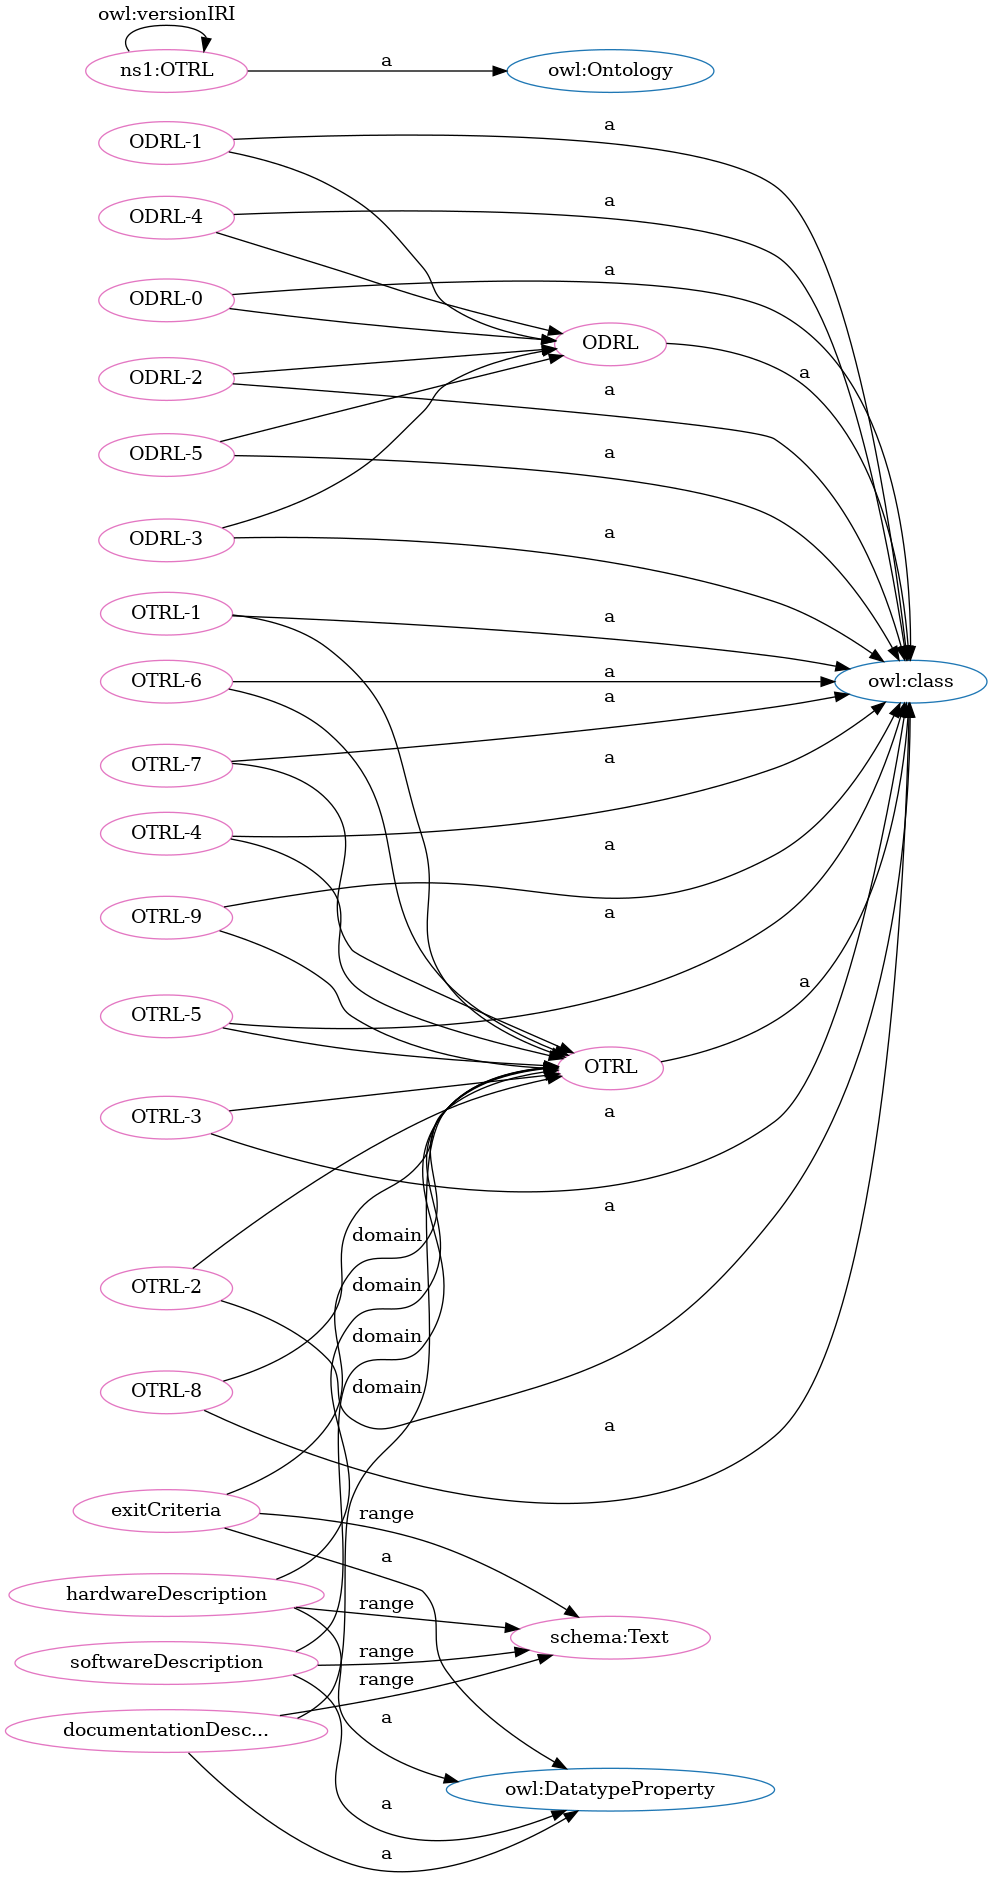 owl:versionIRI
ns1:OTRL
a
owl:Ontology
ODRL-1
a
ODRL-4
a
ODRL-0
a
ODRL
a
ODRL-2
a
ODRL-5
a
ODRL-3
a
OTRL-1
a
OTRL-6
a
owl:class
a
OTRL-7
a
OTRL-4
a
OTRL-9
a
a
OTRL-5
OTRL
OTRL-3
a
a
domain
OTRL-2
domain
domain
domain
OTRL-8
a
exitCriteria
range
a
hardwareDescription
range
schema:Text
softwareDescription
range
range
a
documentationDesc...
owl:DatatypeProperty
a
a